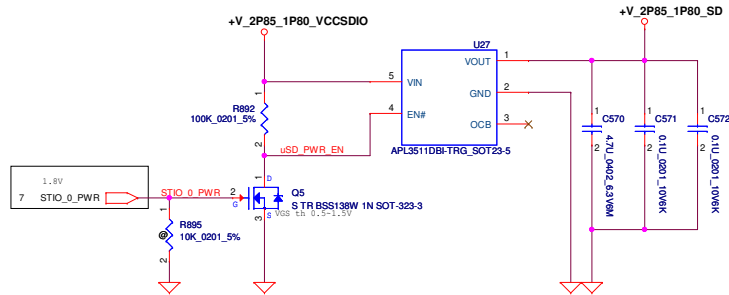 +V_2P85_1P80_VCCSDIO
+V_2P85_1P80_SD
U27
VOUT 1
5 VIN
GND 2
4 EN#
OCB 3
APL3511DBI-TRG_SOT23-5
1
R892
100K_0201_5%
2
uSD_PWR_EN
1
C570
4.7U_0402_6.3V6M
2
1
C571
0.1U_0201_10V6K
2
1
C572
0.1U_0201_10V6K
2
1.8V
7 STIO_0_PWR
STIO_0_PWR
2
G
1
D
Q5
S TR BSS138W 1N SOT-323-3
VGS th 0.5-1.5V
S
3
1
R895
@
10K_0201_5%
2